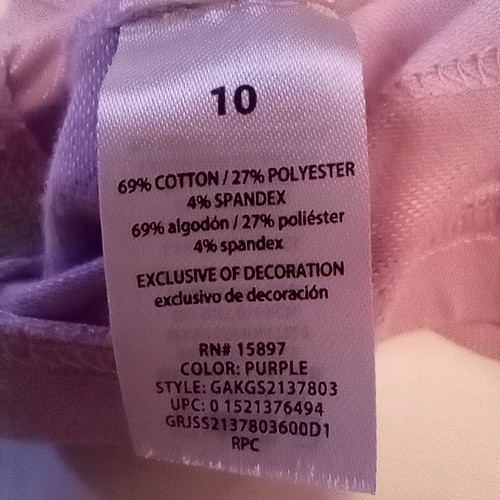 10
69% COTTON / 27% POLYESTER
4% SPANDEX
69% algodón / 27% poliéster
4% spandex
EXCLUSIVE OF DECORATION
exclusivo de decoración
RN# 15897
COLOR: PURPLE
STYLE: GAKGS2137803
UPC: 0 1521376494
GRJSS2137803600D1
RPC